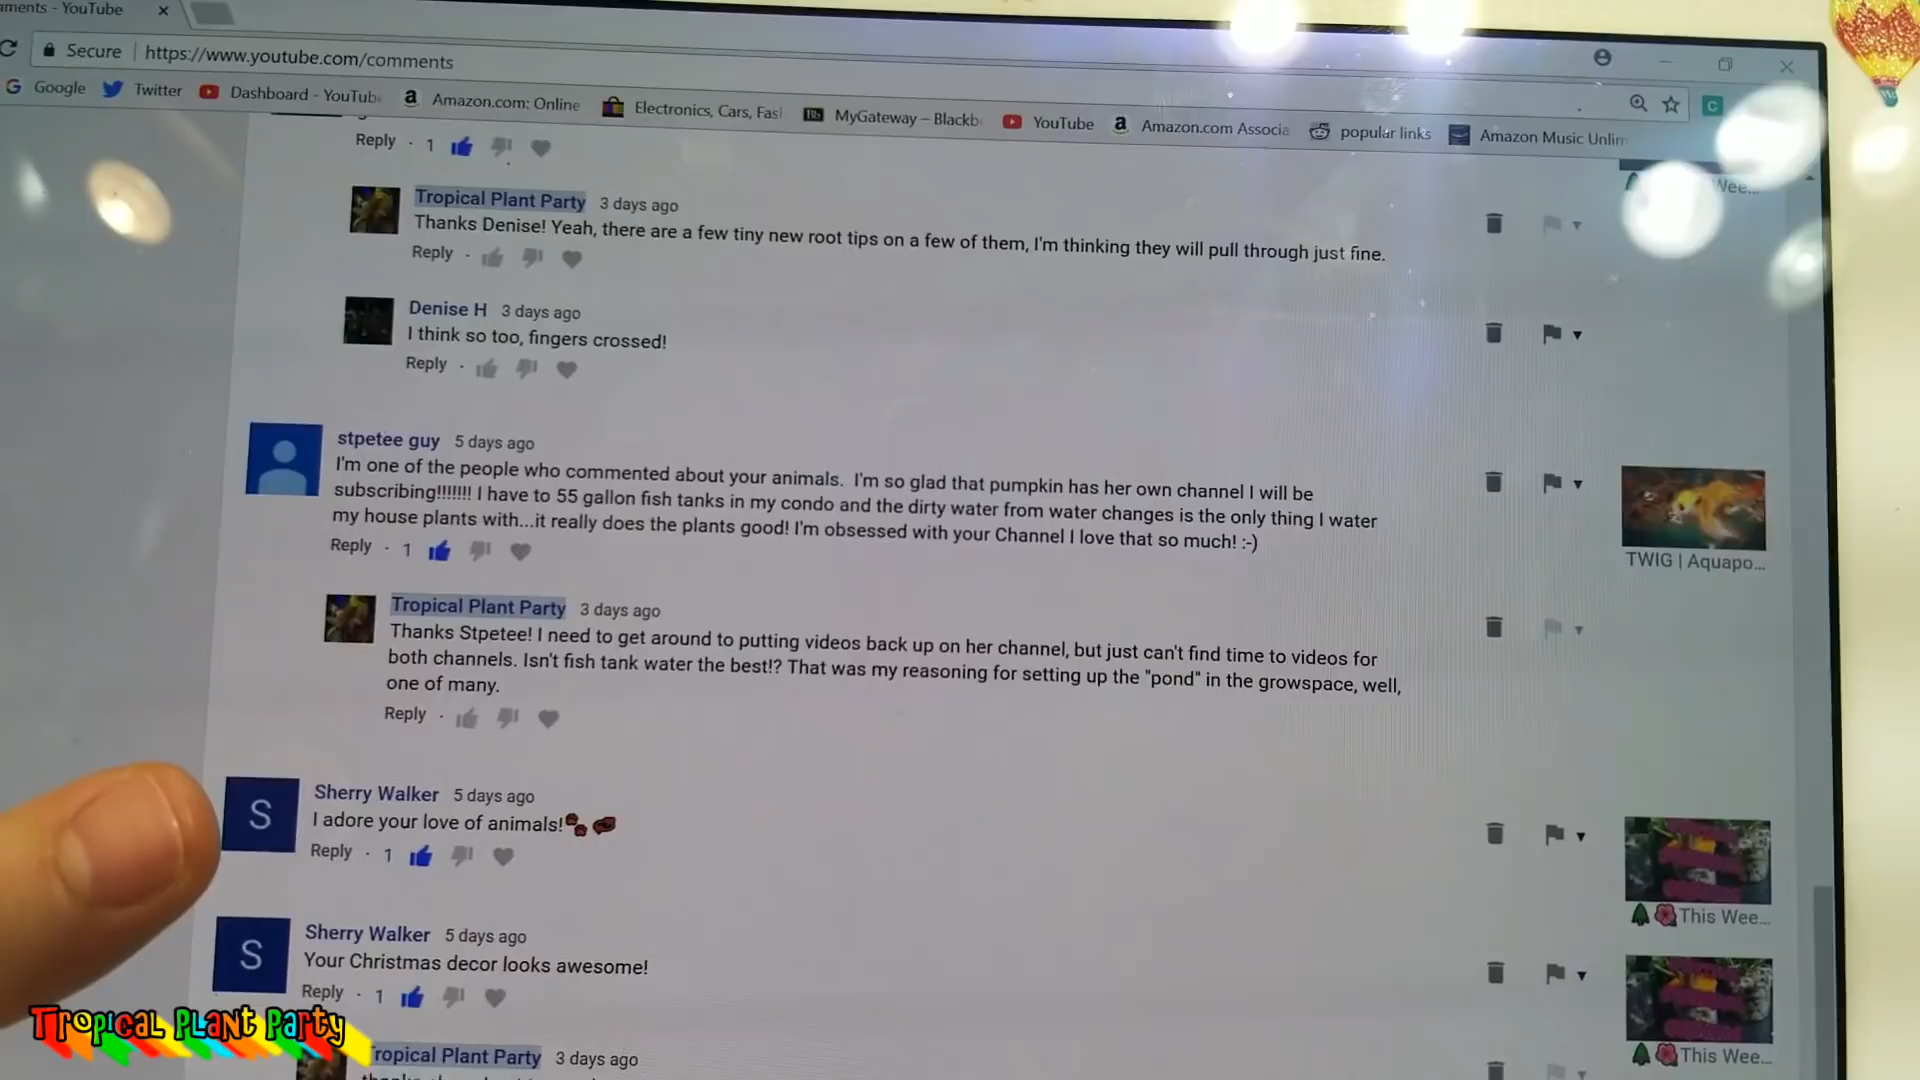 ments - YouTube
Secure https://www.youtube.com/comments
Google Twitter Dashboard - YouTub Amazon.com: Online Electronics, Cars, Fas MyGateway – Blackb YouTube Amazon.com Associa popular links Amazon Music Unlim
Reply · 1
Wee...
Tropical Plant Party 3 days ago
Thanks Denise! Yeah, there are a few tiny new root tips on a few of them, I'm thinking they will pull through just fine.
Reply ·
Denise H 3 days ago
I think so too, fingers crossed!
Reply ·
stpetee guy 5 days ago
I'm one of the people who commented about your animals. I'm so glad that pumpkin has her own channel I will be
subscribing!!!!!!! I have to 55 gallon fish tanks in my condo and the dirty water from water changes is the only thing I water
my house plants with...it really does the plants good! I'm obsessed with your Channel I love that so much! :-)
Reply · 1
TWIG | Aquapo...
Tropical Plant Party 3 days ago
Thanks Stpetee! I need to get around to putting videos back up on her channel, but just can't find time to videos for
both channels. Isn't fish tank water the best!? That was my reasoning for setting up the "pond" in the growspace, well,
one of many.
Reply ·
S
Sherry Walker 5 days ago
I adore your love of animals!
Reply · 1
This Wee...
S
Sherry Walker 5 days ago
Your Christmas decor looks awesome!
Reply · 1
This Wee...
Tropical Plant Party
Tropical Plant Party 3 days ago